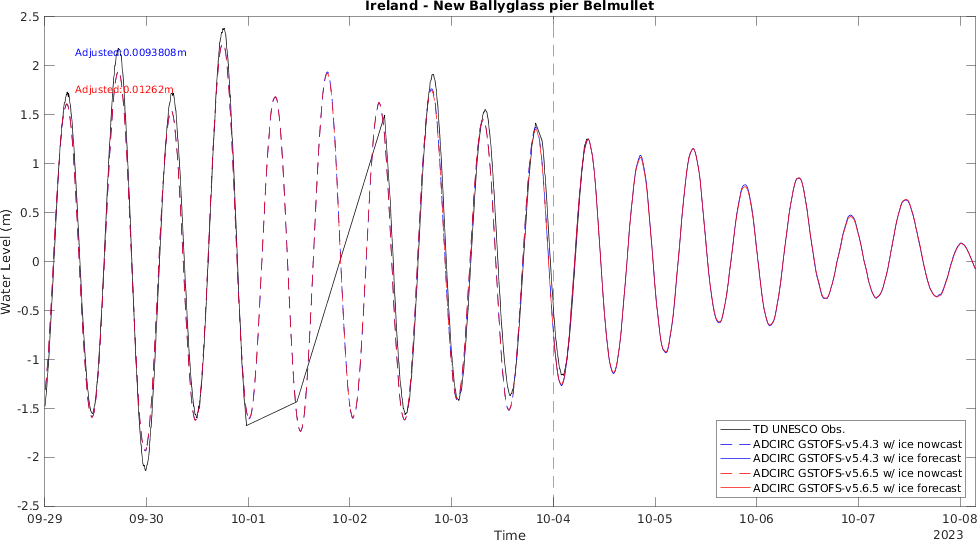 Ireland - New Ballyglass pier Belmullet
2.5
2
1.5
1
0.5
0
-0.5
-1
-1.5
-2
-2.5
Water Level (m)
Adjusted:0.0093808m
Adjusted:0.01262m
TD UNESCO Obs.
ADCIRC GSTOFS-v5.4.3 w/ ice nowcast
ADCIRC GSTOFS-v5.4.3 w/ ice forecast
ADCIRC GSTOFS-v5.6.5 w/ ice nowcast
ADCIRC GSTOFS-v5.6.5 w/ ice forecast
09-29 09-30 10-01 10-02 10-03 10-04 10-05 10-06 10-07 10-08
Time
2023